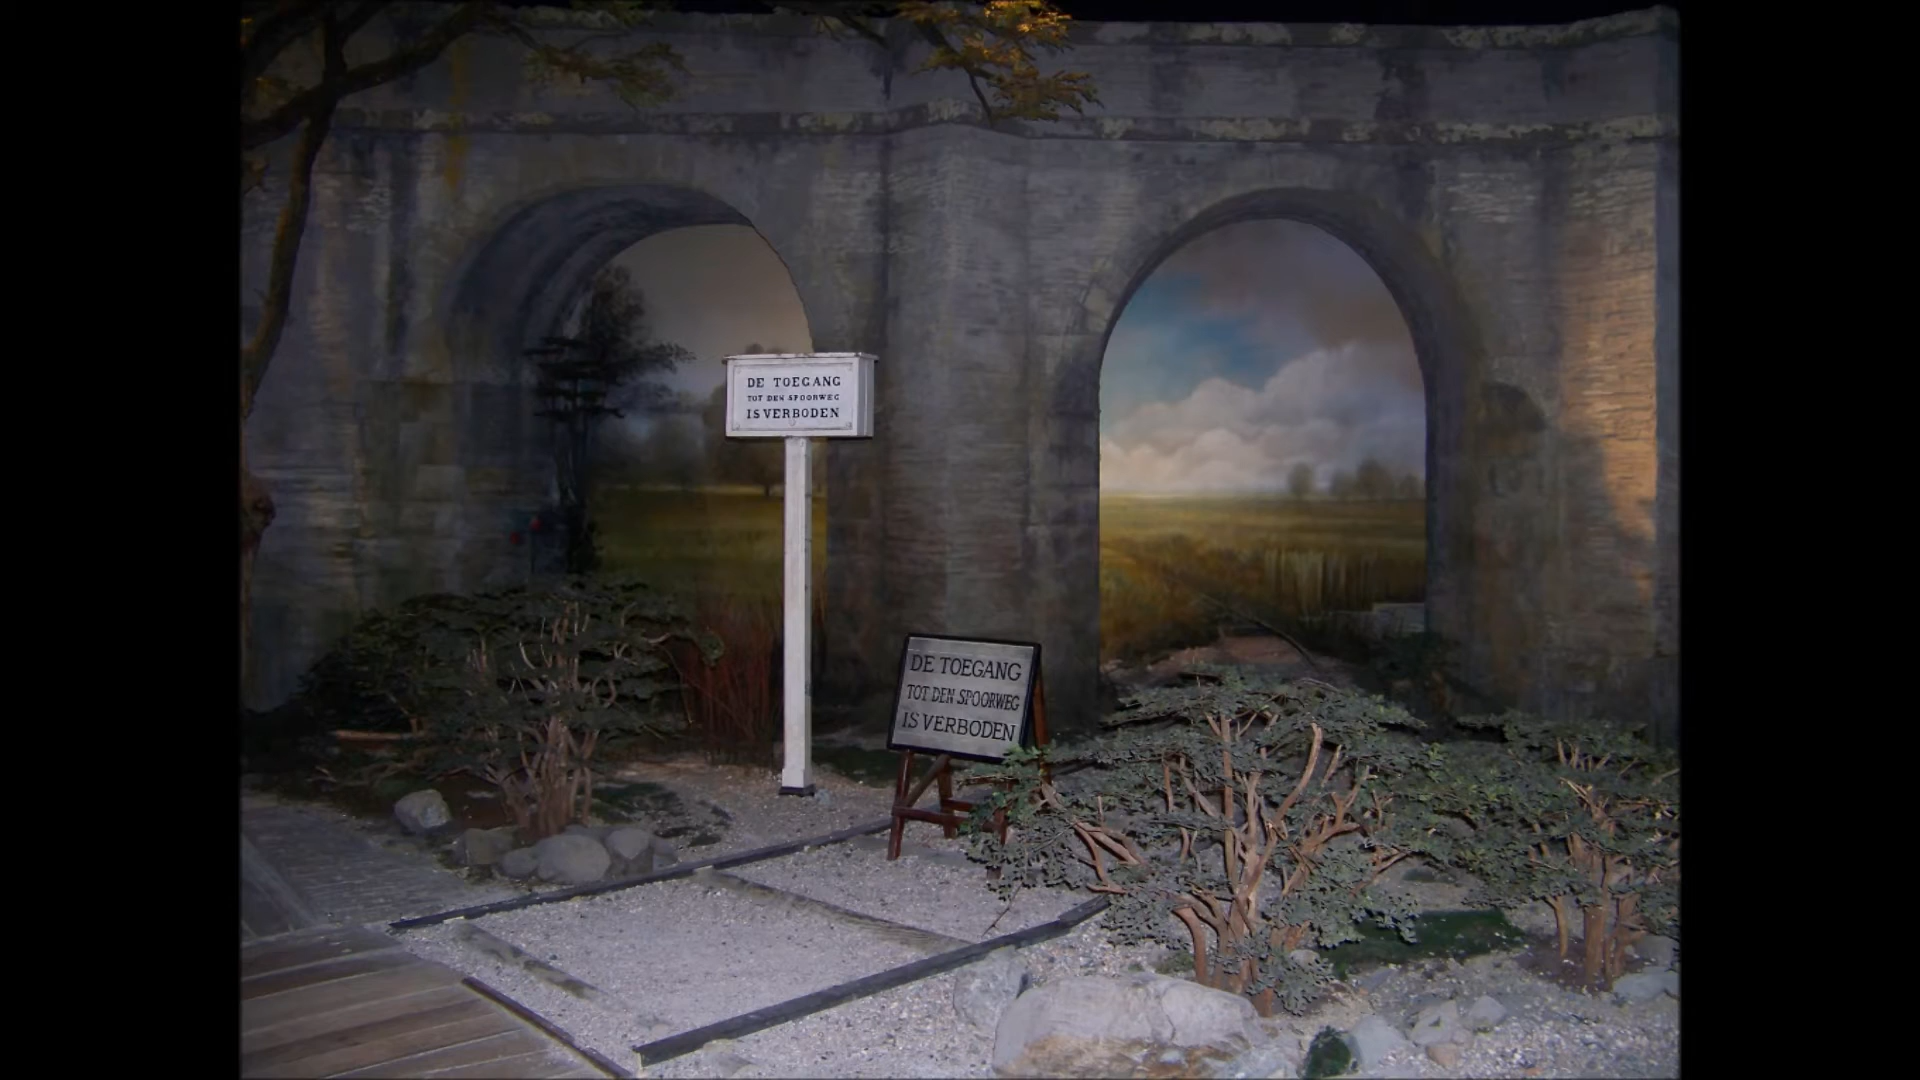 DE TOEGANG
TOT DEN SPOORWEG
IS VERBODEN
DE TOEGANG
TOT DEN SPOORWEG
IS VERBODEN